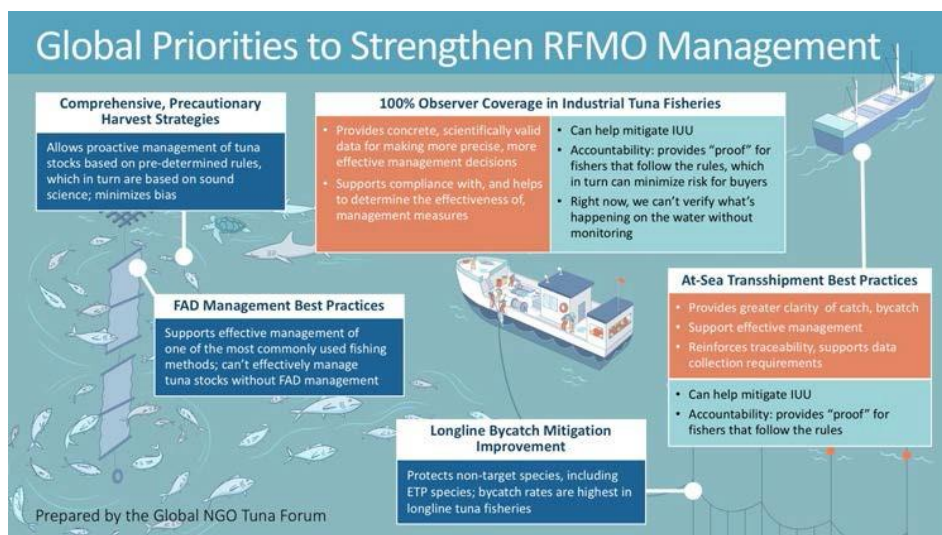 Global Priorities to Strengthen RFMO Management
Comprehensive, Precautionary
Harvest Strategies
Allows proactive management of tuna
stocks based on pre-determined rules,
which in turn are based on sound
science; minimizes bias
100% Observer Coverage in Industrial Tuna Fisheries
• Provides concrete, scientifically valid
data for making more precise, more
effective management decisions
• Supports compliance with, and helps
to determine the effectiveness of,
management measures
• Can help mitigate IUU
• Accountability: provides “proof” for
fishers that follow the rules, which
in turn can minimize risk for buyers
• Right now, we can’t verify what’s
happening on the water without
monitoring
FAD Management Best Practices
Supports effective management of
one of the most commonly used fishing
methods; can’t effectively manage
tuna stocks without FAD management
At-Sea Transshipment Best Practices
• Provides greater clarity of catch, bycatch
• Support effective management
• Reinforces traceability, supports data
collection requirements
• Can help mitigate IUU
• Accountability: provides “proof” for
fishers that follow the rules
Longline Bycatch Mitigation
Improvement
Protects non-target species, including
ETP species; bycatch rates are highest in
longline tuna fisheries
Prepared by the Global NGO Tuna Forum